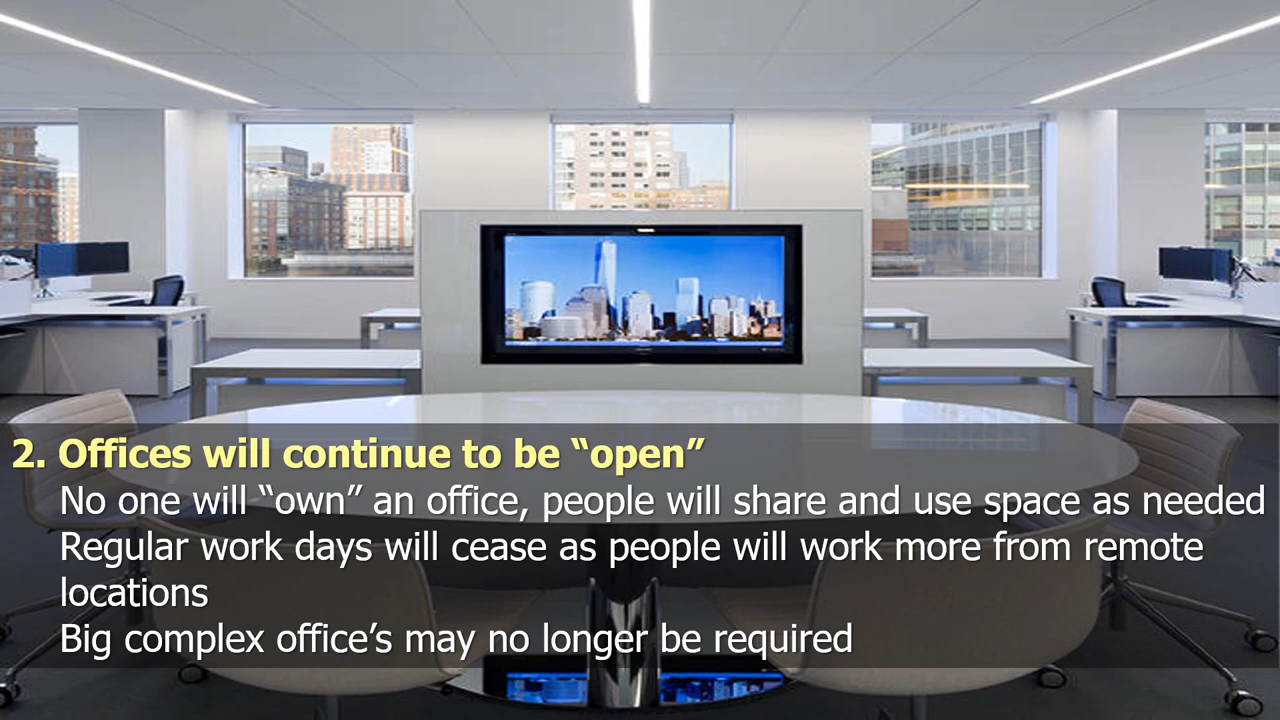 2. Offices will continue to be “open”
No one will “own” an office, people will share and use space as needed
Regular work days will cease as people will work more from remote
locations
Big complex office’s may no longer be required